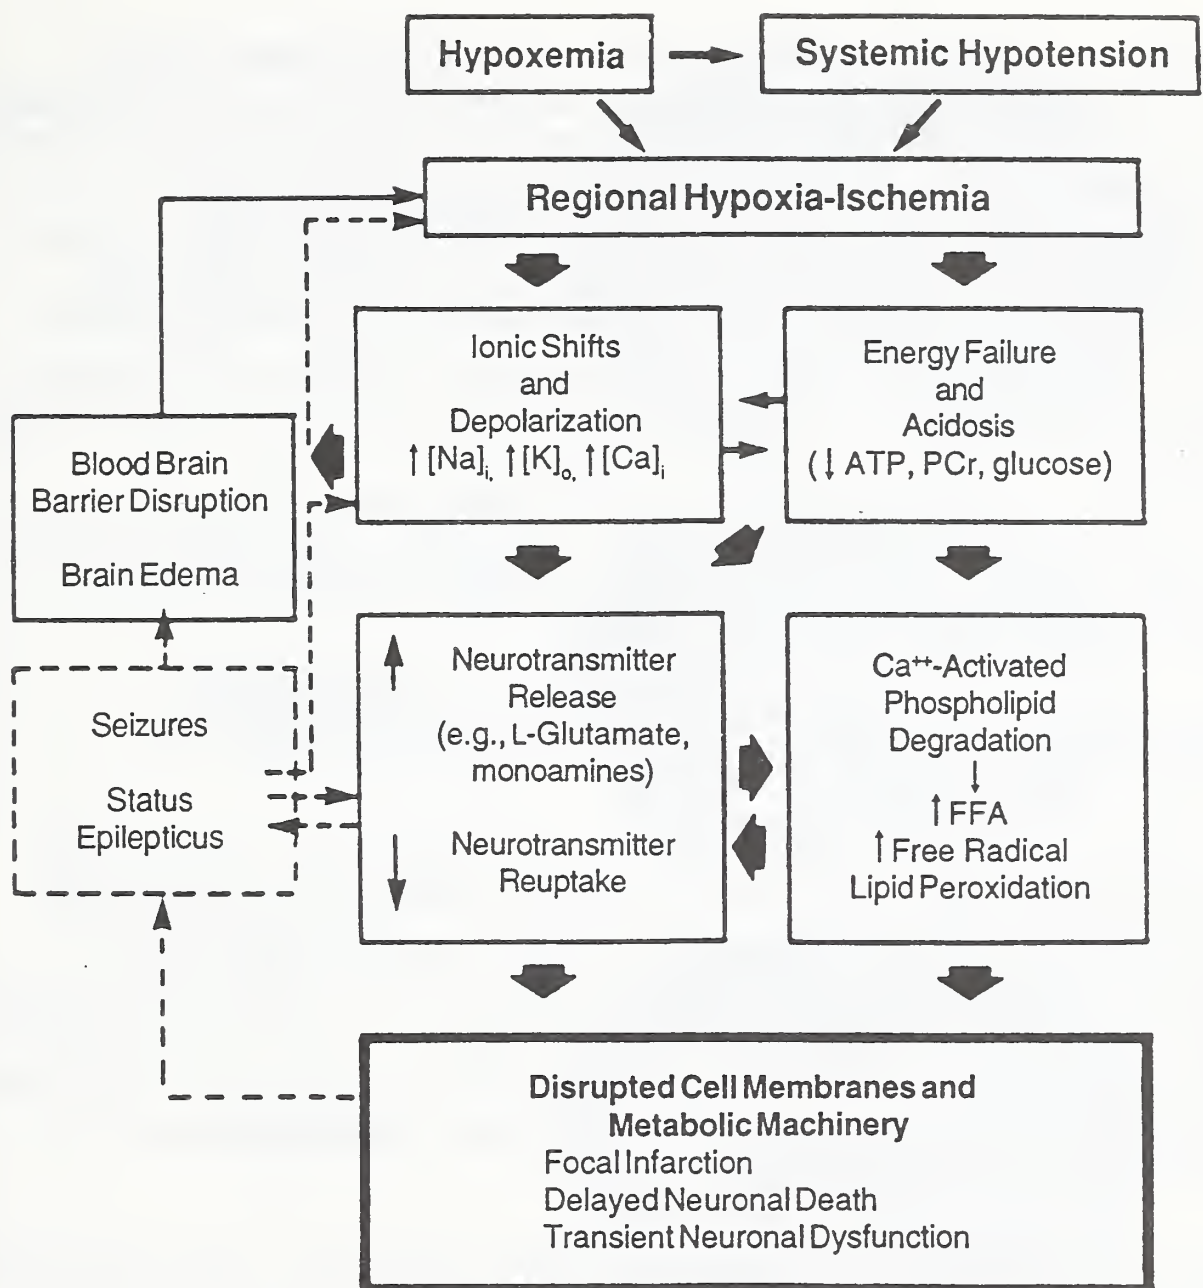 Hypoxemia
Systemic Hypotension
Regional Hypoxia-Ischemia
Ionic Shifts
and
Depolarization
↑ [Na]i, ↑ [K]o, ↑ [Ca]i
Energy Failure
and
Acidosis
(↓ ATP, PCr, glucose)
Blood Brain
Barrier Disruption
Brain Edema
Seizures
Status
Epilepticus
Neurotransmitter
Release
(e.g., L-Glutamate,
monoamines)
Neurotransmitter
Reuptake
Ca++-Activated
Phospholipid
Degradation
↑ FFA
↑ Free Radical
Lipid Peroxidation
Disrupted Cell Membranes and
Metabolic Machinery
Focal Infarction
Delayed Neuronal Death
Transient Neuronal Dysfunction